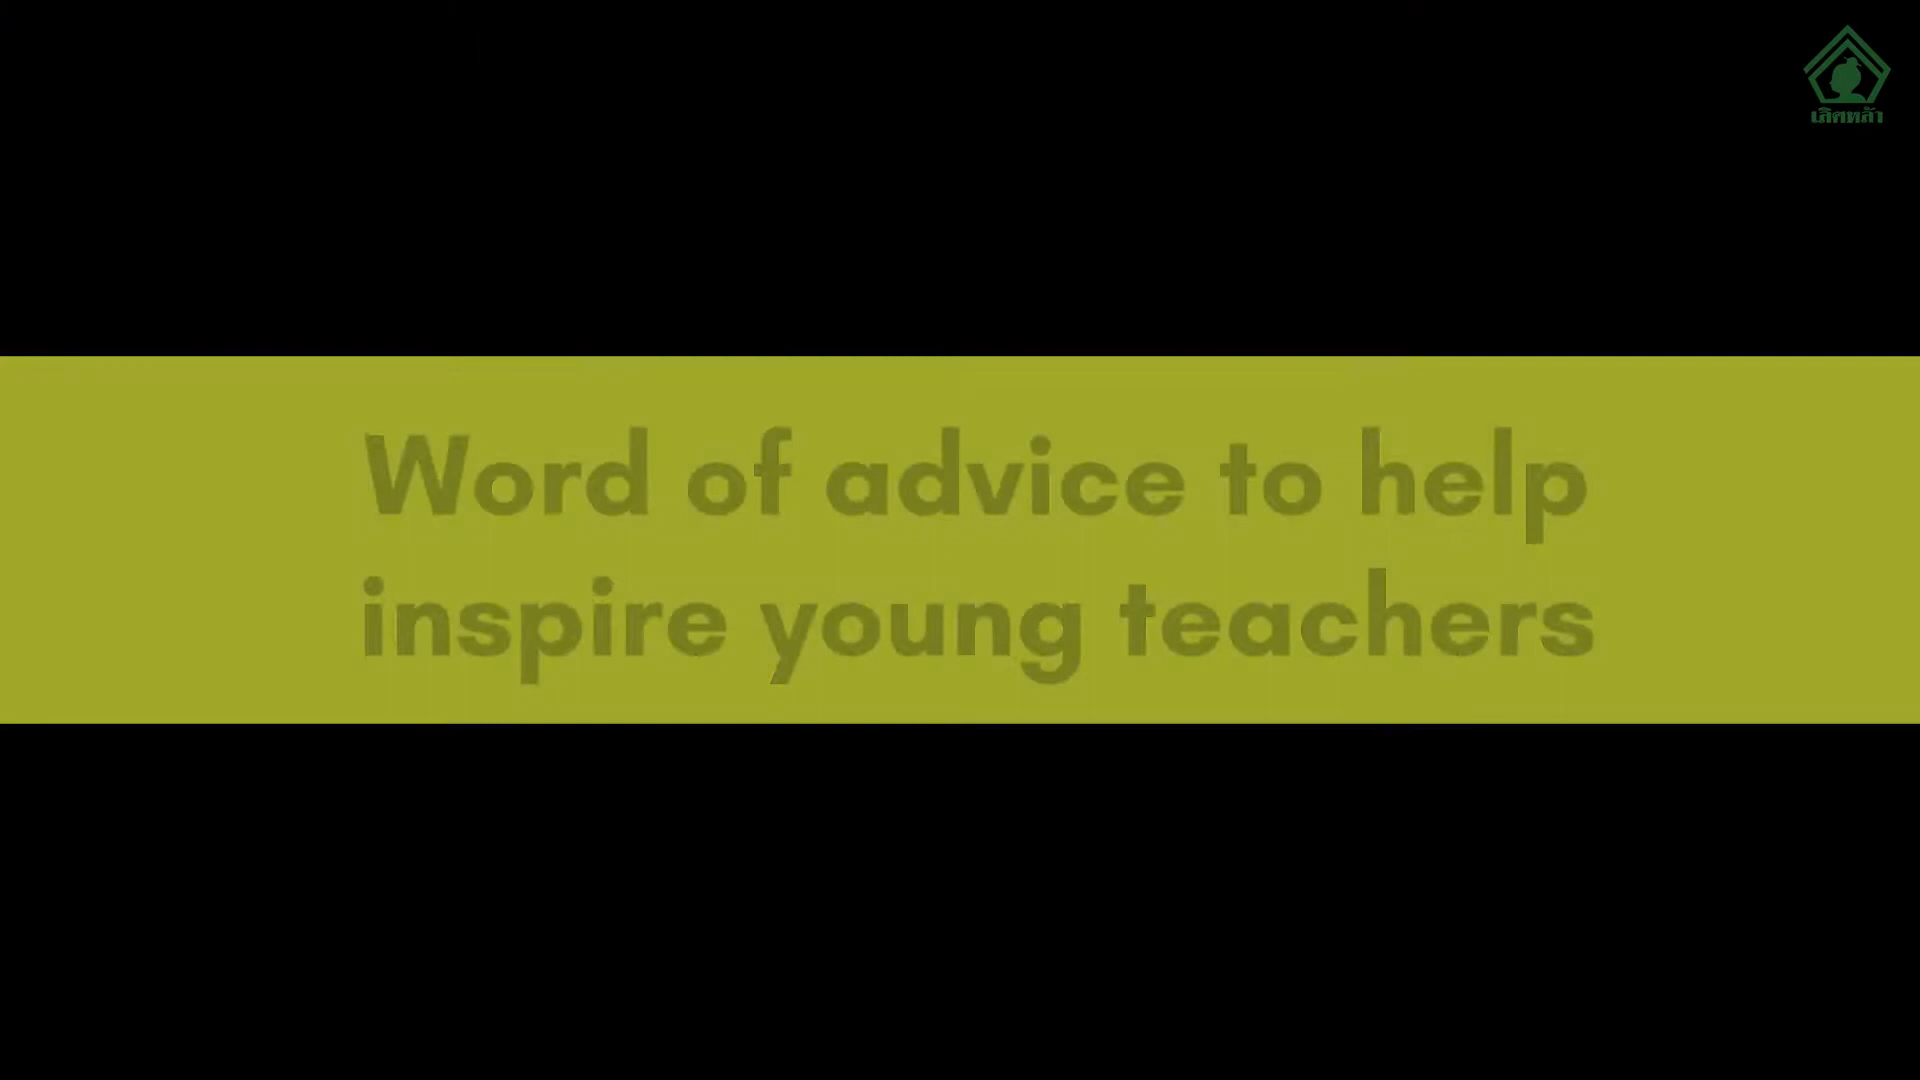 เลิศหล้า
Word of advice to help
inspire young teachers